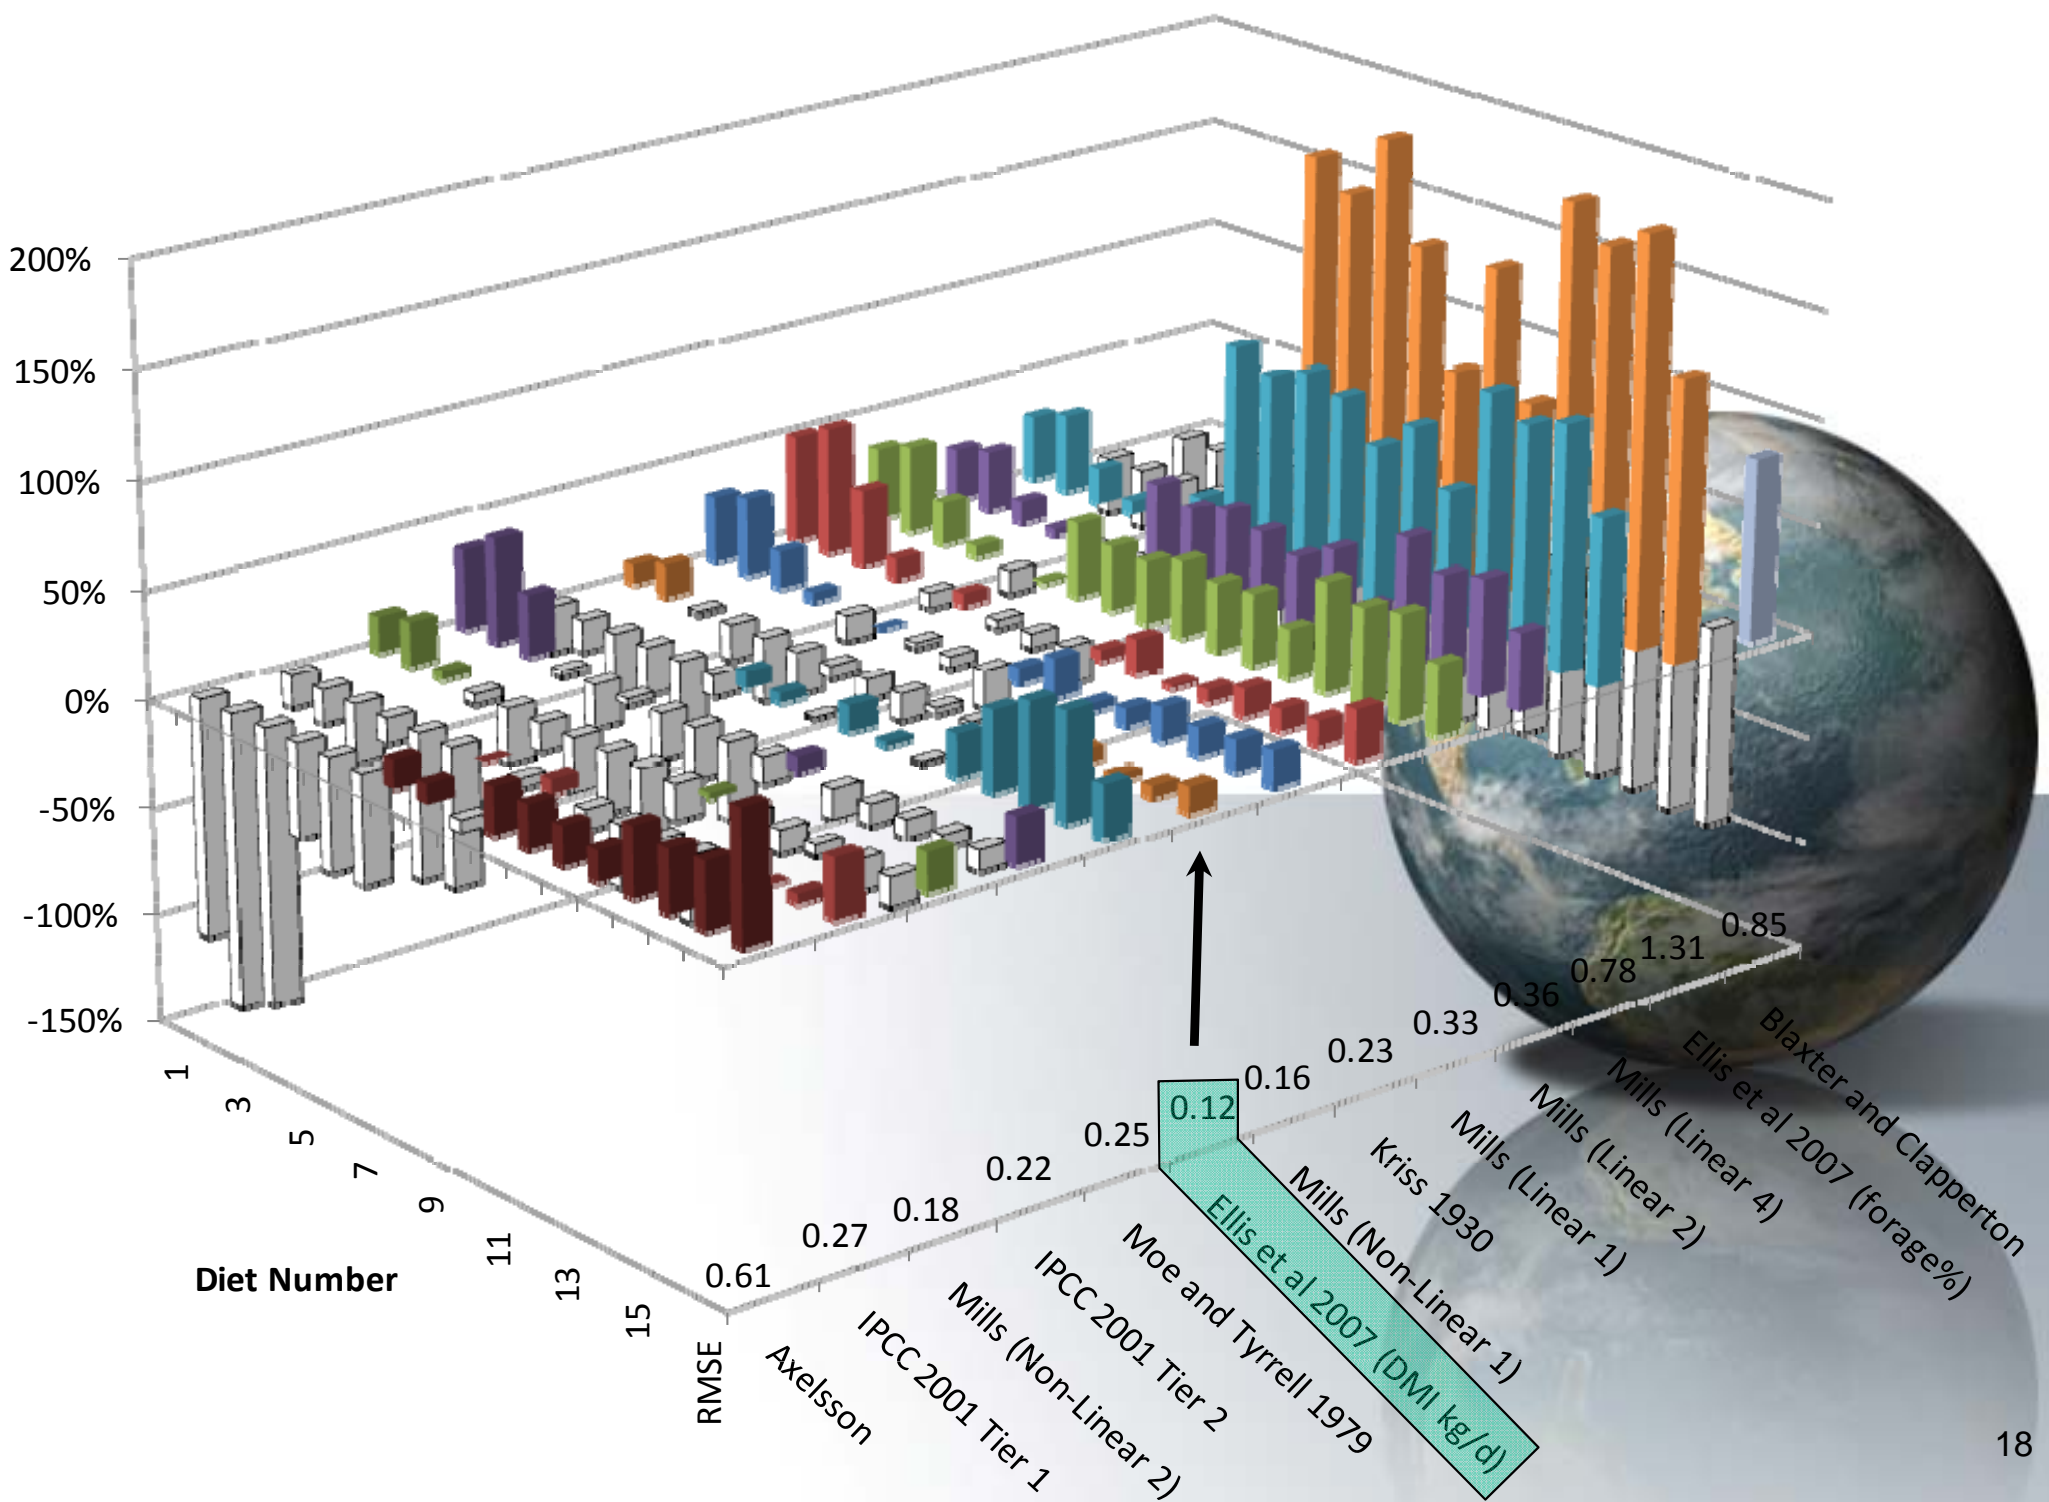 200%
150%
100%
50%
0%
-50%
-100%
-150%
1
3
5
7
9
11
13
15
RMSE
Diet Number
0.61
0.27
0.18
0.22
0.25
0.12
0.16
0.23
0.33
0.36
0.78
1.31
0.85
Axelsson
IPCC 2001 Tier 1
Mills (Non-Linear 2)
IPCC 2001 Tier 2
Moe and Tyrrell 1979
Ellis et al 2007 (DMI kg/d)
Mills (Non-Linear 1)
Kriss 1930
Mills (Linear 1)
Mills (Linear 2)
Mills (Linear 4)
Ellis et al 2007 (forage%)
Blaxter and Clapperton
18